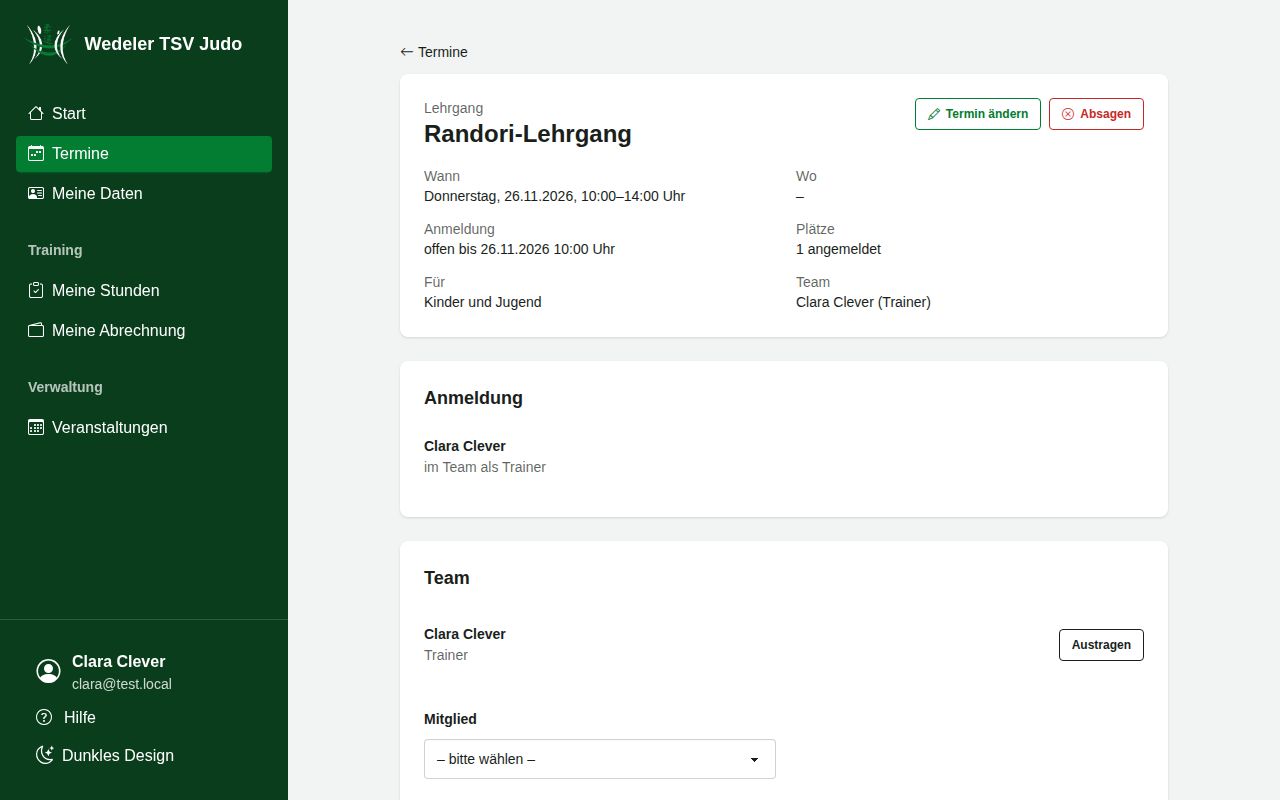 Wedeler TSV Judo
Start
Termine
Meine Daten
Training
Meine Stunden
Meine Abrechnung
Verwaltung
Veranstaltungen
Clara Clever
clara@test.local
Hilfe
Dunkles Design
← Termine
Lehrgang
Randori-Lehrgang
Termin ändern
Absagen
Wann
Donnerstag, 26.11.2026, 10:00–14:00 Uhr
Wo
–
Anmeldung
offen bis 26.11.2026 10:00 Uhr
Plätze
1 angemeldet
Für
Kinder und Jugend
Team
Clara Clever (Trainer)
Anmeldung
Clara Clever
im Team als Trainer
Team
Clara Clever
Trainer
Austragen
Mitglied
– bitte wählen –